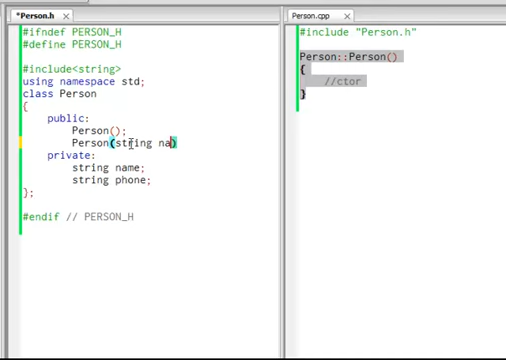 *Person.h
#ifndef PERSON_H
#define PERSON_H
#include<string>
using namespace std;
class Person
{
public:
Person();
Person(string na)
private:
string name;
string phone;
};
#endif // PERSON_H
Person.cpp
#include "Person.h"
Person::Person()
{
//ctor
}